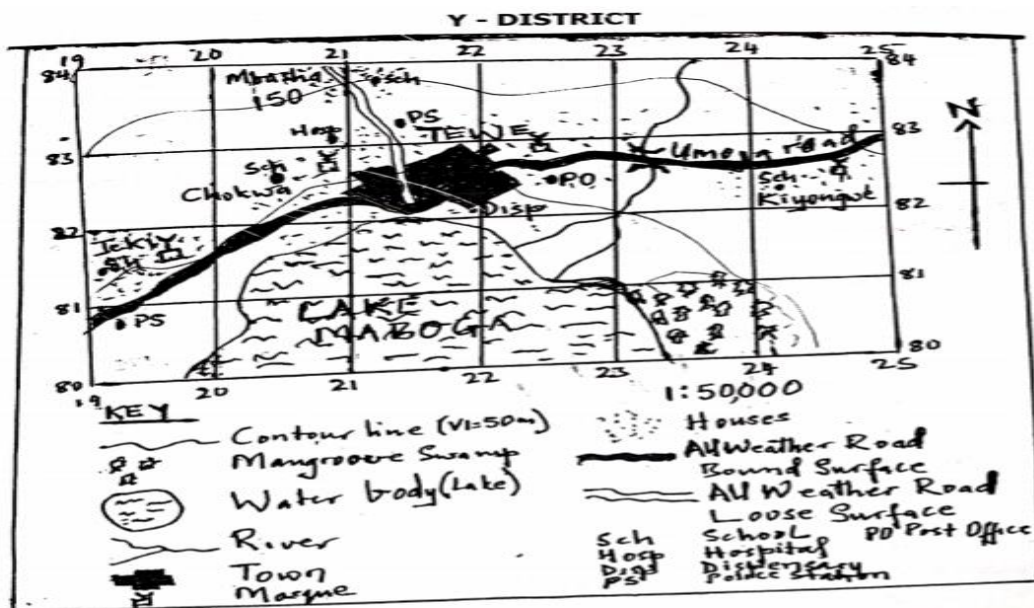 Y - DISTRICT
19 20 21 22 23 24 25
84 Mbatha sch 84
150
PS
Hosp TEWE 83
83 Umoja road
Sch PO Sch
Chokwa Kiyongwe
Disp 82
82
Tekiy
Sch 81
81 LAKE
PS MABOGA
80 80
19 20 21 22 23 24 25
1:50,000
KEY
Contour line (VI=50m)
Mangroove Swamp
Water body (Lake)
River
Town
Mosque
Houses
All Weather Road
Bound Surface
All Weather Road
Loose Surface
Sch School PO Post Office
Hosp Hospital
Disp Dispensary
PS Police Station